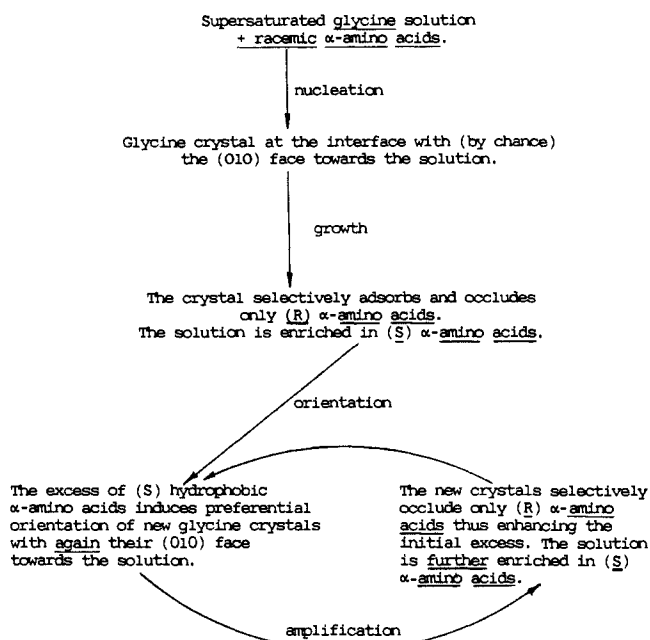 Supersaturated glycine solution
+ racemic α-amino acids.
nucleation
Glycine crystal at the interface with (by chance)
the (010) face towards the solution.
growth
The crystal selectively adsorbs and occludes
only (R) α-amino acids.
The solution is enriched in (S) α-amino acids.
orientation
The excess of (S) hydrophobic
α-amino acids induces preferential
orientation of new glycine crystals
with again their (010) face
towards the solution.
The new crystals selectively
occlude only (R) α-amino
acids thus enhancing the
initial excess. The solution
is further enriched in (S)
α-amino acids.
amplification